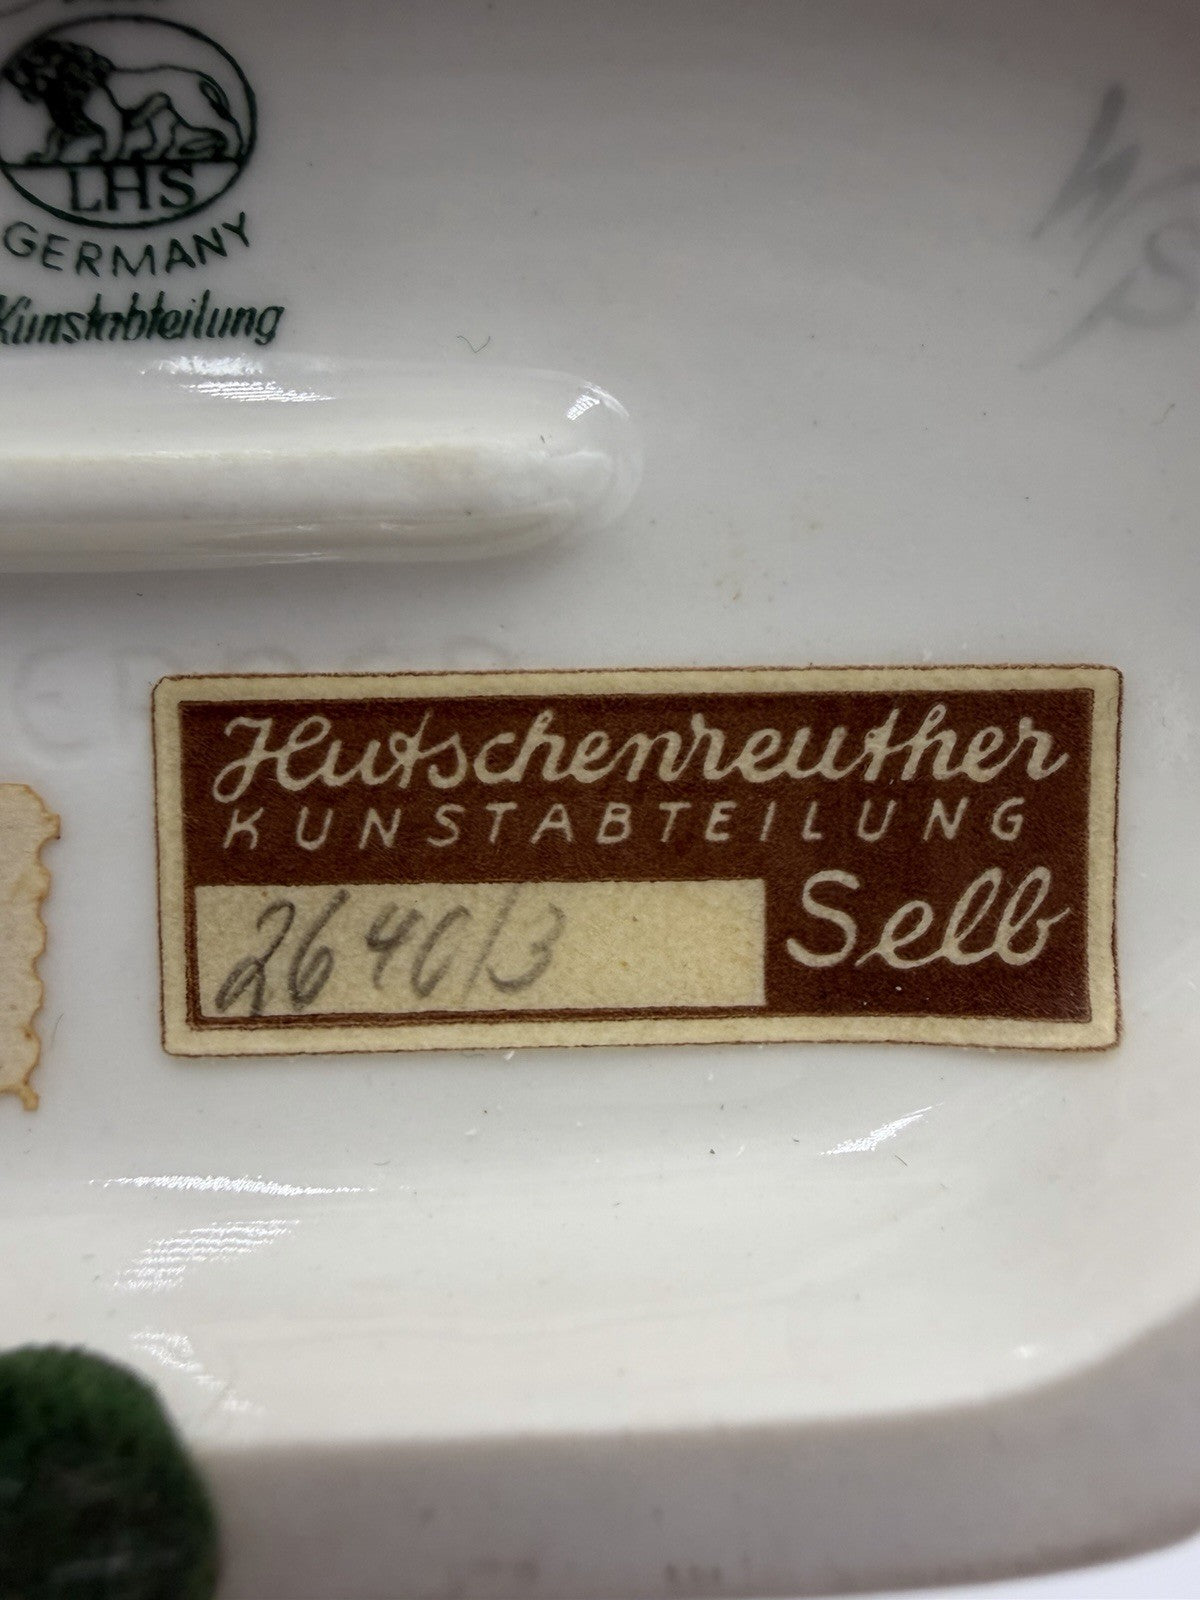 LHS
GERMANY
Kunstabteilung
Hutschenreuther
KUNSTABTEILUNG
Selb
2640/3